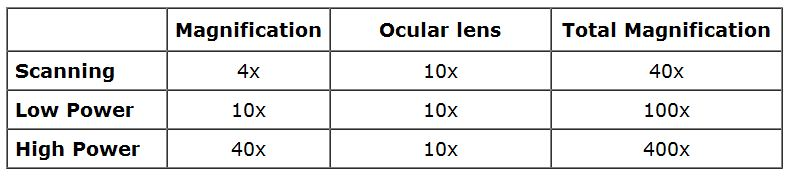 Magnification Ocular lens Total Magnification
Scanning 4x 10x 40x
Low Power 10x 10x 100x
High Power 40x 10x 400x